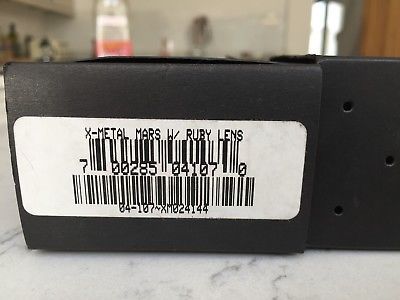 X-METAL MARS W/ RUBY LENS
7 00285 04107 0
04-107~XM024144